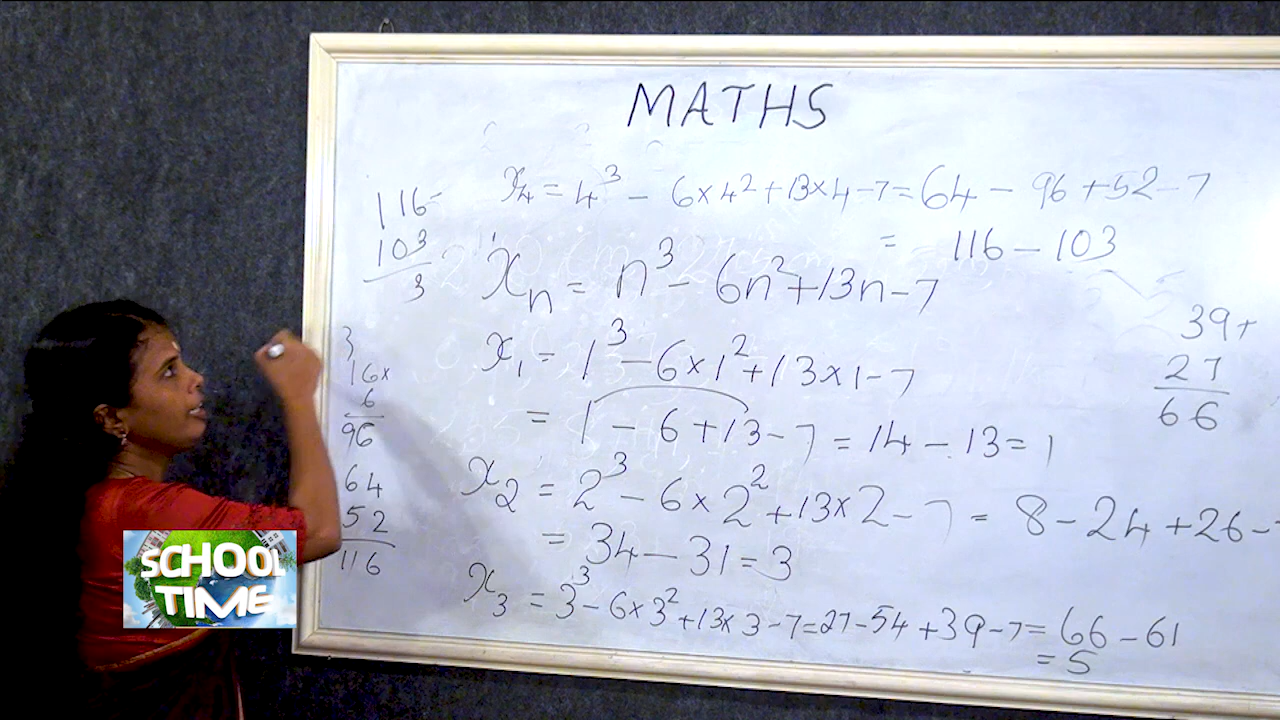 MATHS
x₄ = 4³ - 6×4² + 13×4 - 7 = 64 - 96 + 52 - 7
= 116 - 103
116-
103
3
xₙ = n³ - 6n² + 13n - 7
x₁ = 1³ - 6×1² + 13×1 - 7
= 1 - 6 + 13 - 7 = 14 - 13 = 1
x₂ = 2³ - 6×2² + 13×2 - 7 = 8 - 24 + 26 -
= 34 - 31 = 3
x₃ = 3³ - 6×3² + 13×3 - 7 = 27 - 54 + 39 - 7 = 66 - 61
= 5
3
16×
6
96
64
52
116
39+
27
66
SCHOOL
TIME